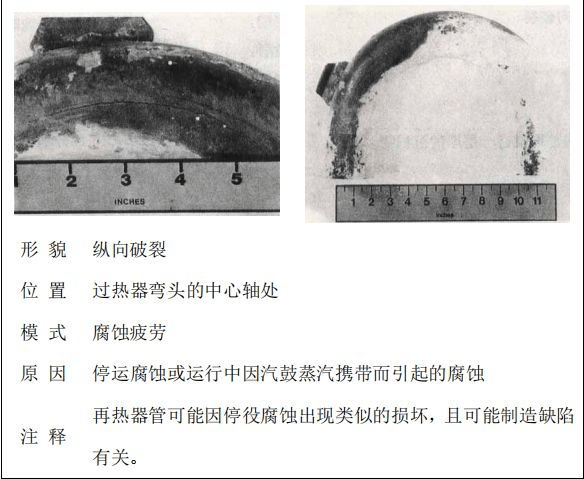 2 3 4 5
INCHES
1 2 3 4 5 6 7 8 9 10 11
Inches
形 貌 纵向破裂
位 置 过热器弯头的中心轴处
模 式 腐蚀疲劳
原 因 停运腐蚀或运行中因汽鼓蒸汽携带而引起的腐蚀
注 释 再热器管可能因停役腐蚀出现类似的损坏，且可能制造缺陷
有关。